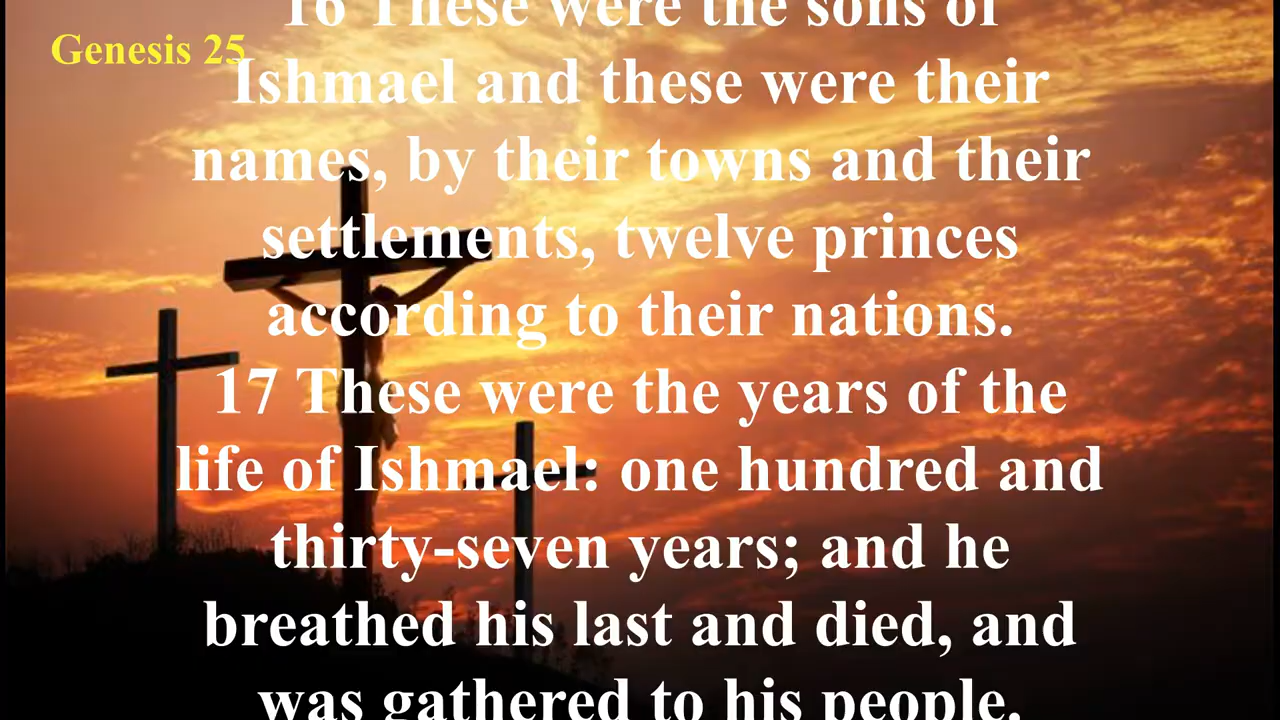 16 These were the sons of
Genesis 25
Ishmael and these were their
names, by their towns and their
settlements, twelve princes
according to their nations.
17 These were the years of the
life of Ishmael: one hundred and
thirty-seven years; and he
breathed his last and died, and
was gathered to his people.